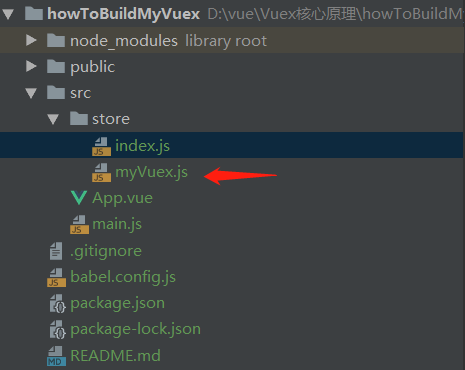 howToBuildMyVuex D:\vue\Vuex核心原理\howToBuildMy
node_modules library root
public
src
store
JS index.js
JS myVuex.js
App.vue
JS main.js
.gitignore
JS babel.config.js
package.json
package-lock.json
MD README.md